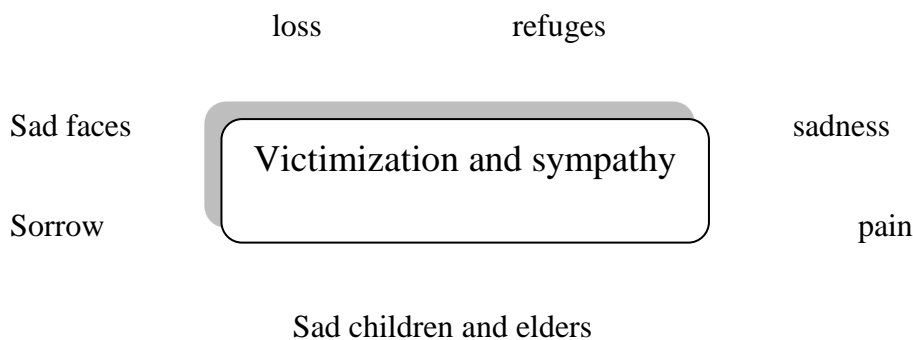 loss refuges
Sad faces sadness
Victimization and sympathy
Sorrow pain
Sad children and elders